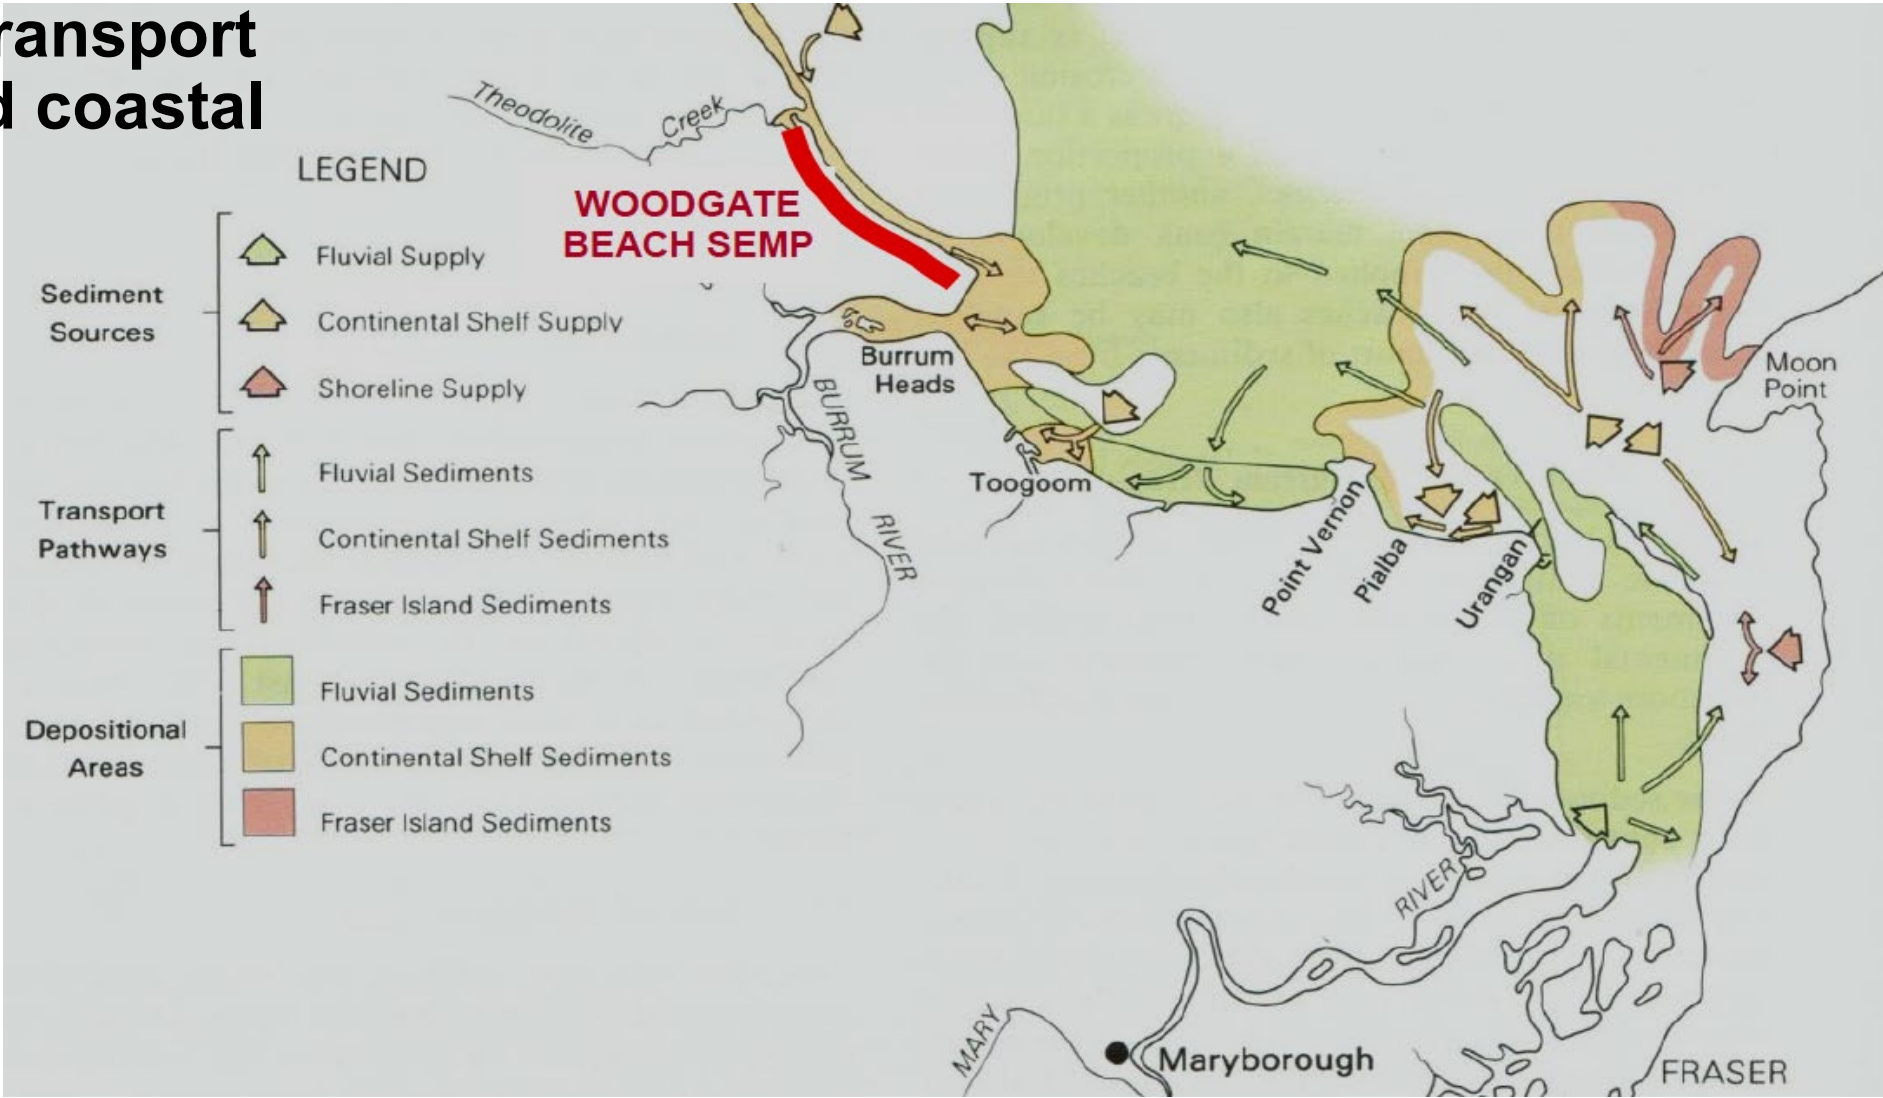 ransport
d coastal
Theodolite Creek
LEGEND
WOODGATE
BEACH SEMP
Sediment
Sources
Fluvial Supply
Continental Shelf Supply
Shoreline Supply
Transport
Pathways
Fluvial Sediments
Continental Shelf Sediments
Fraser Island Sediments
Depositional
Areas
Fluvial Sediments
Continental Shelf Sediments
Fraser Island Sediments
Burrum
Heads
BURRUM RIVER
Toogoom
Point Vernon
Pialba
Urangan
Moon
Point
MARY RIVER
Maryborough
FRASER